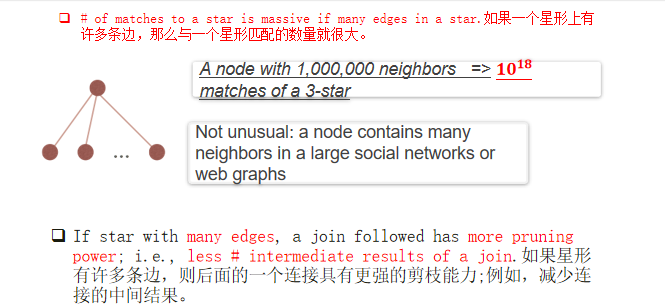 ❑ # of matches to a star is massive if many edges in a star.如果一个星形上有
许多条边，那么与一个星形匹配的数量就很大。
A node with 1,000,000 neighbors => 10^18
matches of a 3-star
...
Not unusual: a node contains many
neighbors in a large social networks or
web graphs
❑ If star with many edges, a join followed has more pruning
power; i.e., less # intermediate results of a join.如果星形
有许多条边，则后面的一个连接具有更强的剪枝能力;例如，减少连
接的中间结果。